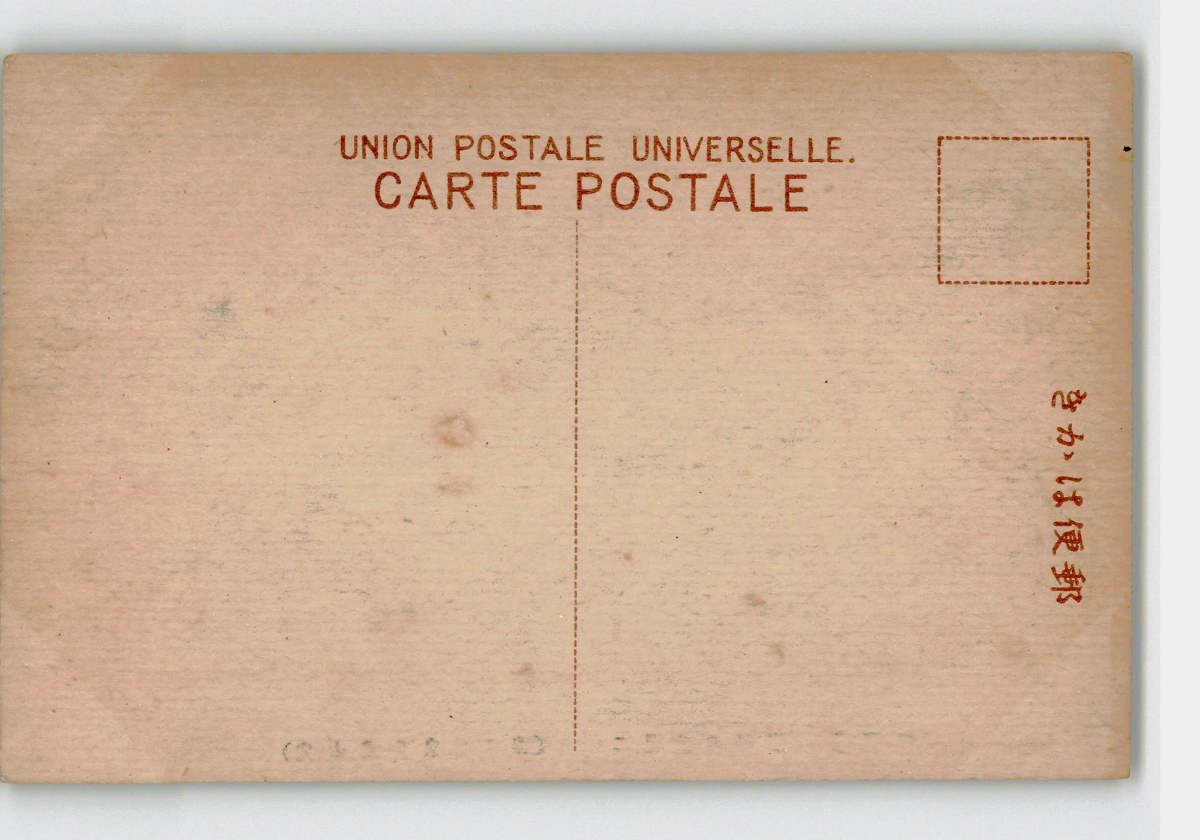 UNION POSTALE UNIVERSELLE.
CARTE POSTALE
きかは便郵